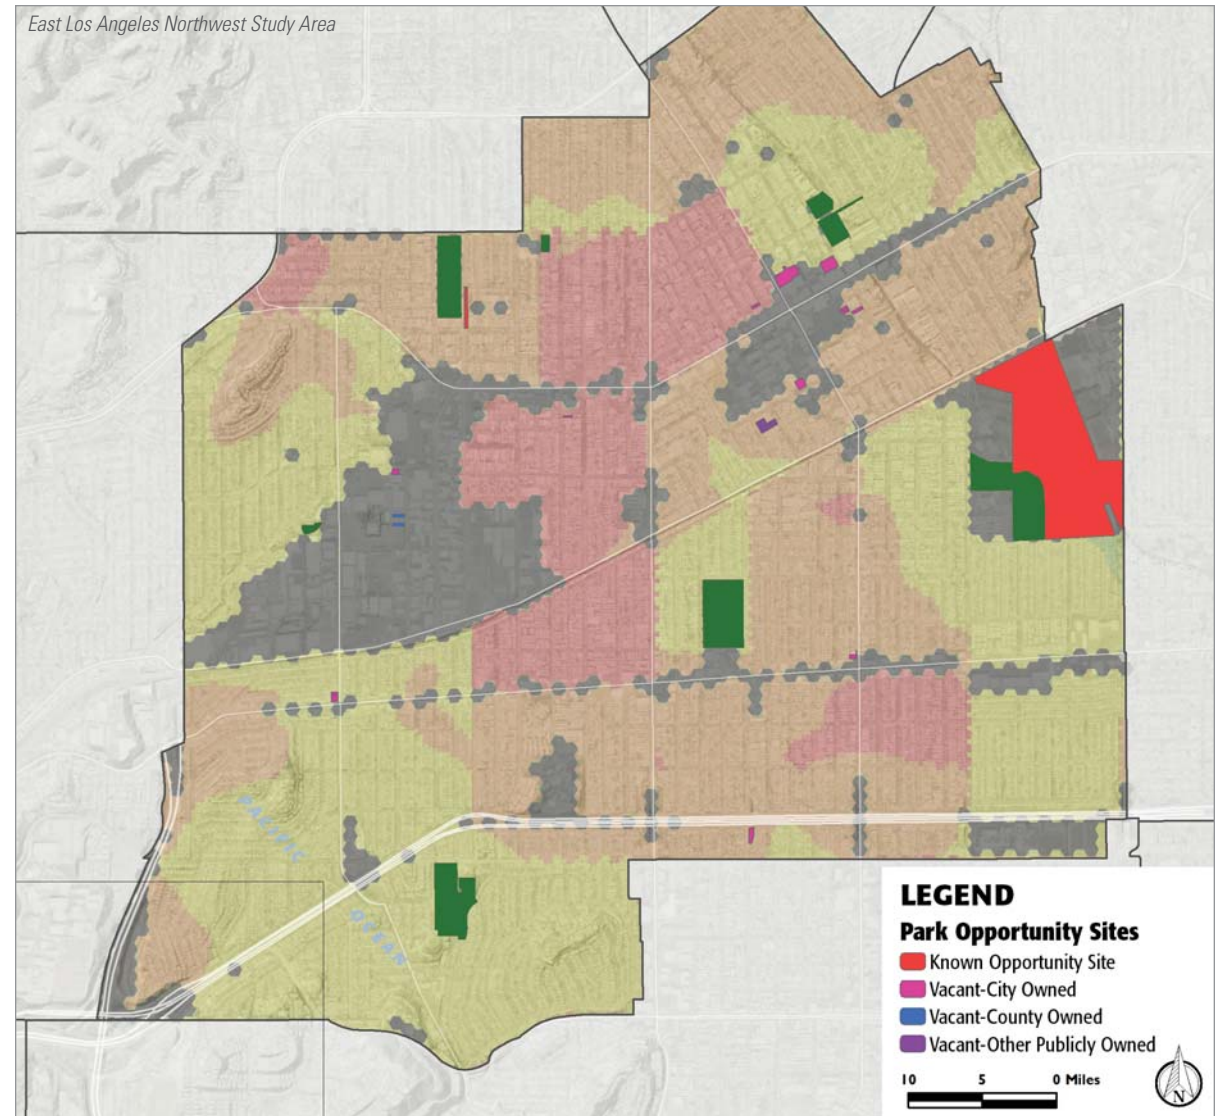 East Los Angeles Northwest Study Area
PACIFIC
OCEAN
LEGEND
Park Opportunity Sites
Known Opportunity Site
Vacant-City Owned
Vacant-County Owned
Vacant-Other Publicly Owned
10 5 0 Miles
N